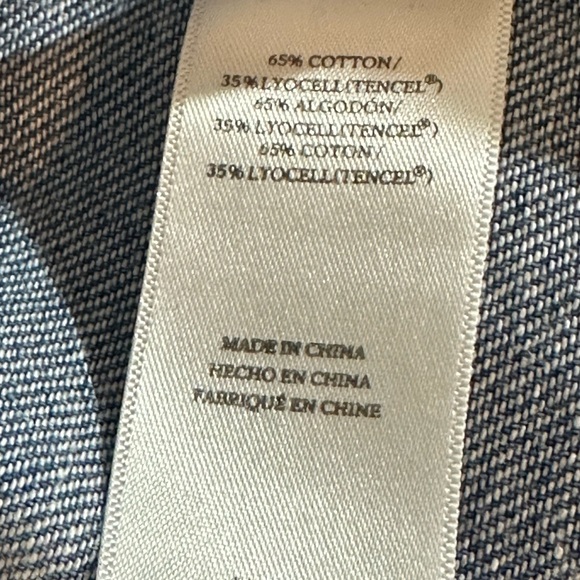 65% COTTON/
35% LYOCELL(TENCEL®)
65% ALGODÓN/
35% LYOCELL(TENCEL®)
65% COTON/
35% LYOCELL(TENCEL®)
MADE IN CHINA
HECHO EN CHINA
FABRIQUÉ EN CHINE